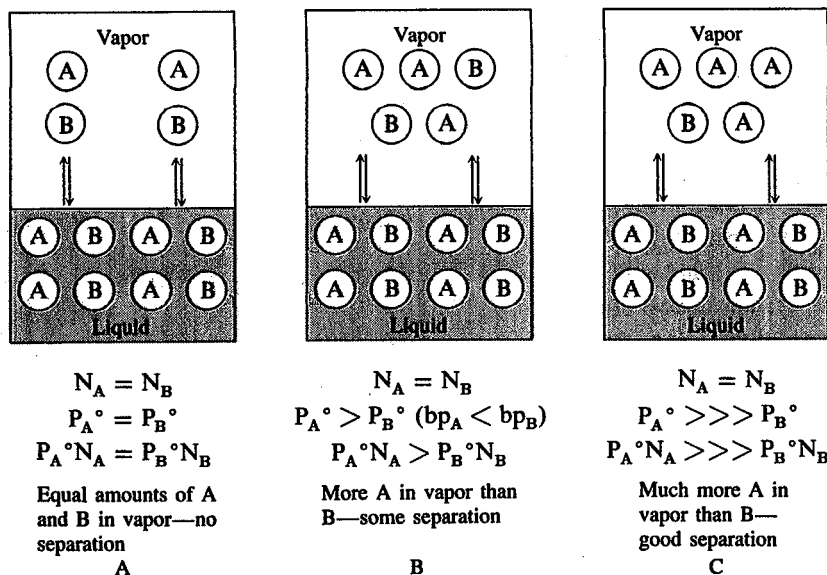 Vapor
A A
B B
A B A B
A B A B
Liquid
N_A = N_B
P_A° = P_B°
P_A°N_A = P_B°N_B
Equal amounts of A
and B in vapor—no
separation
A
Vapor
A A B
B A
A B A B
A B A B
Liquid
N_A = N_B
P_A° > P_B° (bp_A < bp_B)
P_A°N_A > P_B°N_B
More A in vapor than
B—some separation
B
Vapor
A A A
B A
A B A B
A B A B
Liquid
N_A = N_B
P_A° >>> P_B°
P_A°N_A >>> P_B°N_B
Much more A in
vapor than B—
good separation
C